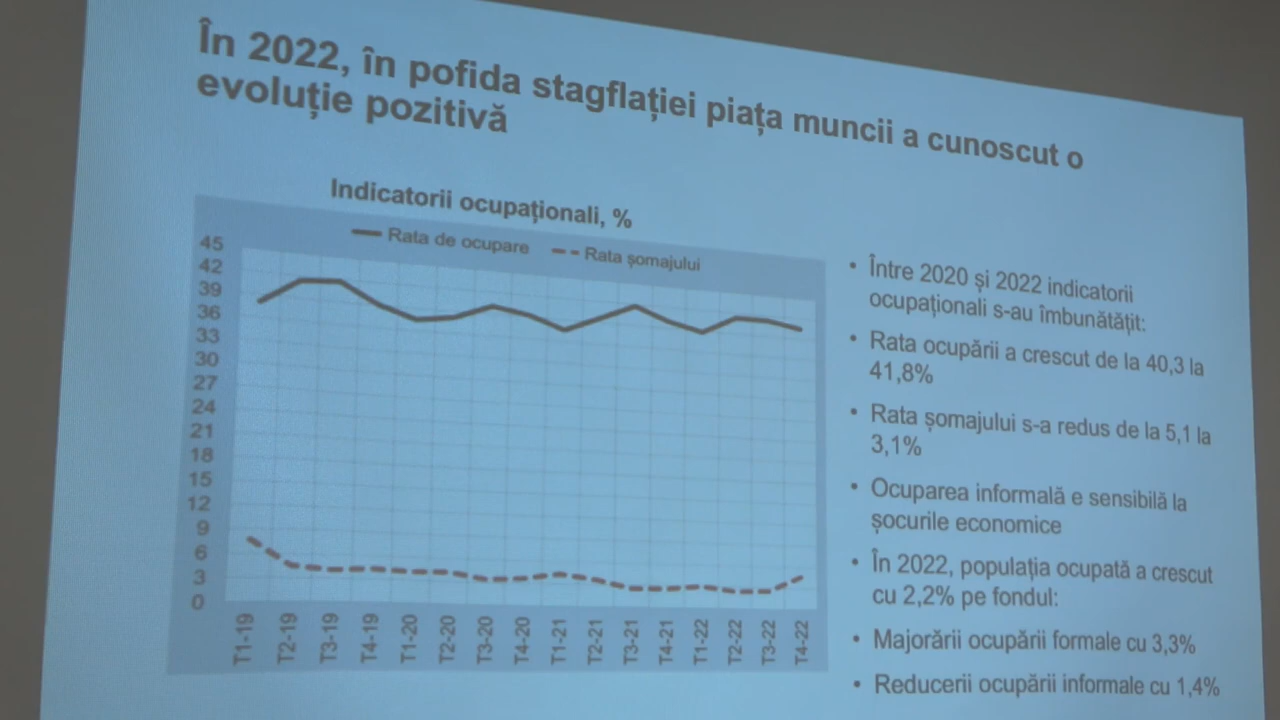 În 2022, în pofida stagflației piața muncii a cunoscut o
evoluție pozitivă
Indicatorii ocupaționali, %
Rata de ocupare
Rata șomajului
45
42
39
36
33
30
27
24
21
18
15
12
9
6
3
0
T1-19
T2-19
T3-19
T4-19
T1-20
T2-20
T3-20
T4-20
T1-21
T2-21
T3-21
T4-21
T1-22
T2-22
T3-22
T4-22
• Între 2020 și 2022 indicatorii
ocupaționali s-au îmbunătățit:
• Rata ocupării a crescut de la 40,3 la
41,8%
• Rata șomajului s-a redus de la 5,1 la
3,1%
• Ocuparea informală e sensibilă la
șocurile economice
• În 2022, populația ocupată a crescut
cu 2,2% pe fondul:
• Majorării ocupării formale cu 3,3%
• Reducerii ocupării informale cu 1,4%